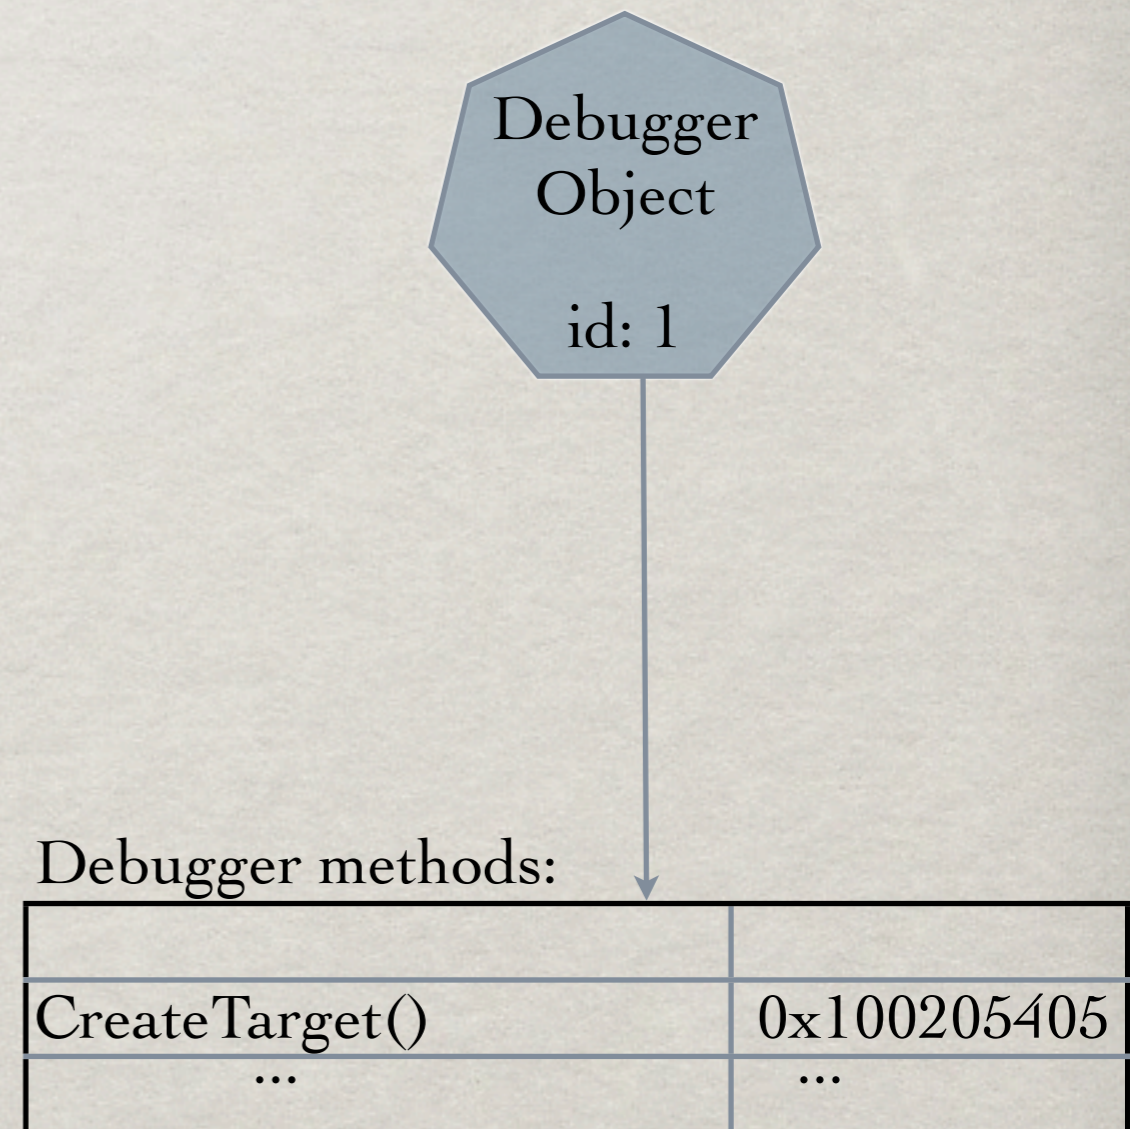 Debugger
Object
id: 1
Debugger methods:
CreateTarget() 0x100205405
... ...